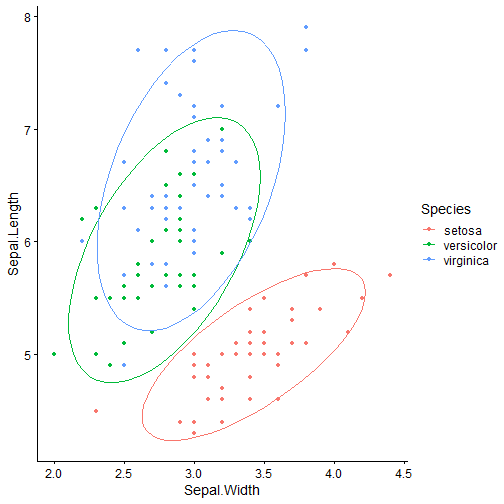 8
7
6
5
Sepal.Length
2.0 2.5 3.0 3.5 4.0 4.5
Sepal.Width
Species
setosa
versicolor
virginica